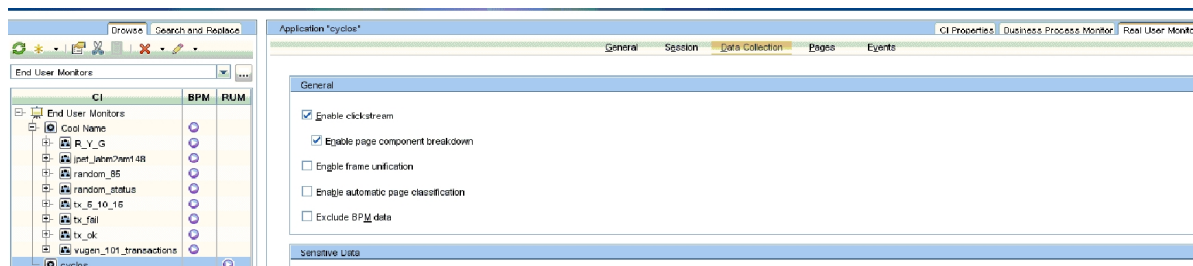 Browse Search and Replace
End User Monitors
...
CI BPM RUM
End User Monitors
Cool Name
R_Y_G
jpet_labm2am148
random_85
random_status
tx_5_10_15
tx_fail
tx_ok
vugen_101_transactions
cyclos
Application "cyclos"
CI Properties Business Process Monitor Real User Monito
General Session Data Collection Pages Events
General
Enable clickstream
Enable page component breakdown
Enable frame unification
Enable automatic page classification
Exclude BPM data
Sensitive Data